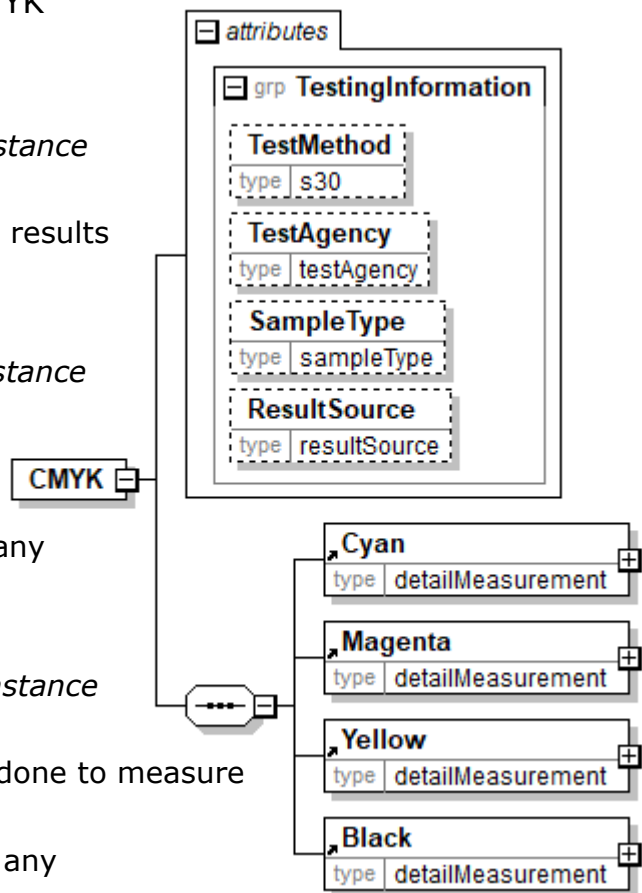 YK
stance
results
stance
any
nstance
done to measure
any
attributes
grp TestingInformation
TestMethod
type s30
TestAgency
type testAgency
SampleType
type sampleType
ResultSource
type resultSource
CMYK
Cyan
type detailMeasurement
Magenta
type detailMeasurement
Yellow
type detailMeasurement
Black
type detailMeasurement